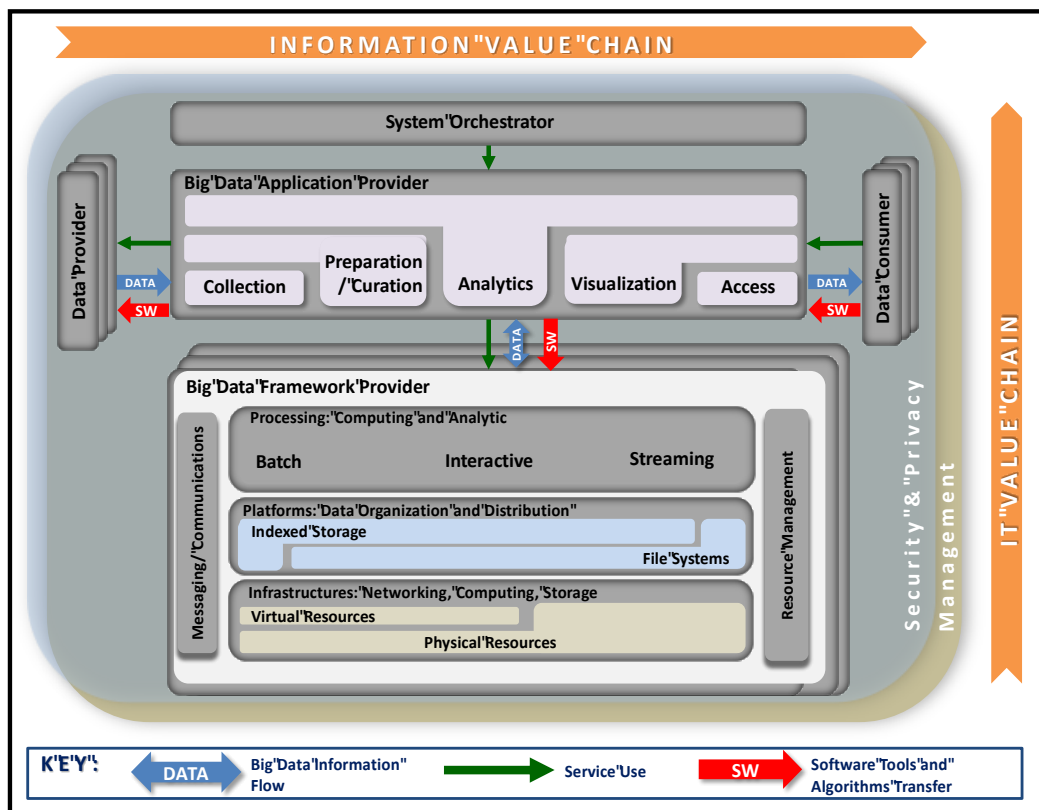 INFORMATION"VALUE"CHAIN
System"Orchestrator
Big"Data"Application"Provider
Data"Provider
Data"Consumer
DATA
SW
Collection
Preparation
/"Curation
Analytics
Visualization
Access
DATA
SW
DATA
SW
Big"Data"Framework"Provider
Messaging/"Communications
Processing:"Computing"and"Analytic
Batch
Interactive
Streaming
Platforms:"Data"Organization"and"Distribution"
Indexed"Storage
File"Systems
Infrastructures:"Networking,"Computing,"Storage
Virtual"Resources
Physical"Resources
Resource"Management
Security"&"Privacy
Management
IT"VALUE"CHAIN
K"E"Y":
DATA
Big"Data"Information"
Flow
Service"Use
SW
Software"Tools"and"
Algorithms"Transfer